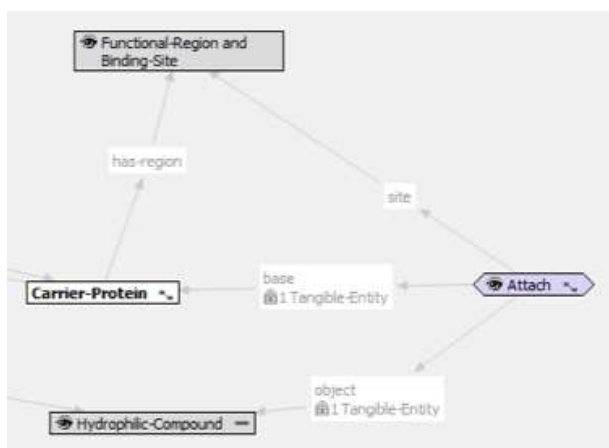 Functional-Region and
Binding-Site
has-region
site
base
1 Tangible-Entity
Carrier-Protein
Attach
object
1 Tangible-Entity
Hydrophilic-Compound